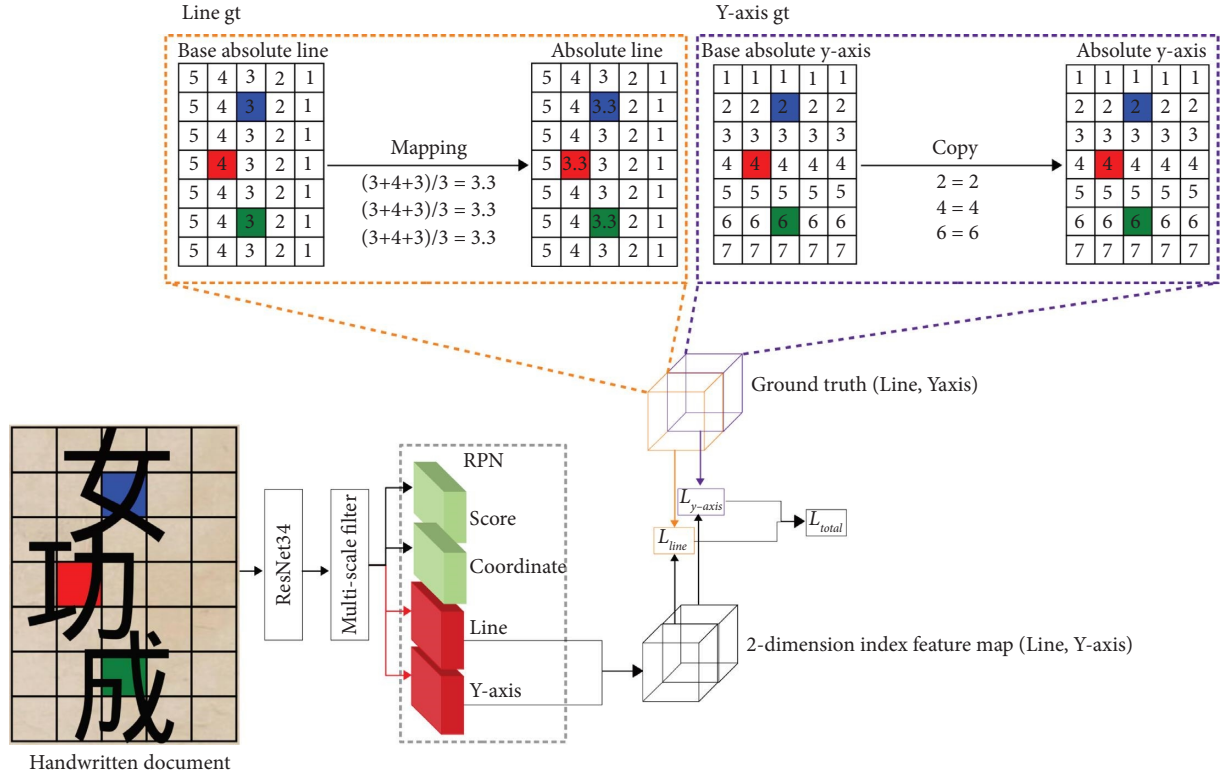 Line gt
Base absolute line
5 4 3 2 1
5 4 3 2 1
5 4 3 2 1
5 4 3 2 1
5 4 3 2 1
5 4 3 2 1
5 4 3 2 1
Mapping
(3+4+3)/3 = 3.3
(3+4+3)/3 = 3.3
(3+4+3)/3 = 3.3
Absolute line
5 4 3 2 1
5 4 3.3 2 1
5 4 3 2 1
5 3.3 3 2 1
5 4 3 2 1
5 4 3.3 2 1
5 4 3 2 1
Y-axis gt
Base absolute y-axis
1 1 1 1 1
2 2 2 2 2
3 3 3 3 3
4 4 4 4 4
5 5 5 5 5
6 6 6 6 6
7 7 7 7 7
Copy
2 = 2
4 = 4
6 = 6
Absolute y-axis
1 1 1 1 1
2 2 2 2 2
3 3 3 3 3
4 4 4 4 4
5 5 5 5 5
6 6 6 6 6
7 7 7 7 7
Ground truth (Line, Yaxis)
女
功
成
Handwritten document
ResNet34
Multi-scale filter
RPN
Score
Coordinate
Line
Y-axis
L y-axis
L line
L total
2-dimension index feature map (Line, Y-axis)